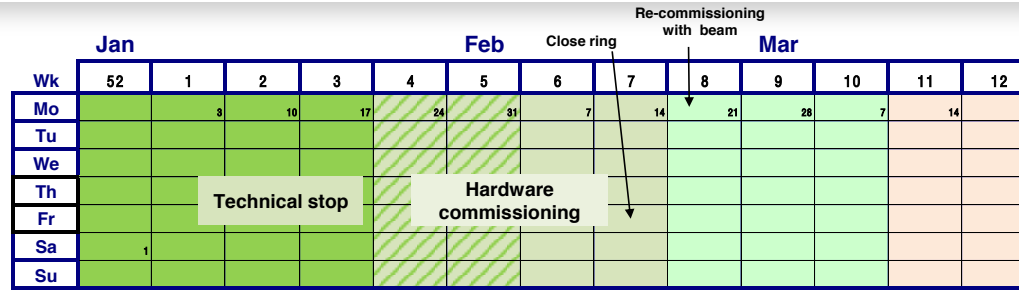 Re-commissioning
with beam
Jan Feb Close ring Mar
Wk 52 1 2 3 4 5 6 7 8 9 10 11 12
Mo 3 10 17 24 31 7 14 21 28 7 14
Tu
We
Th
Fr
Technical stop
Hardware
commissioning
Sa 1
Su